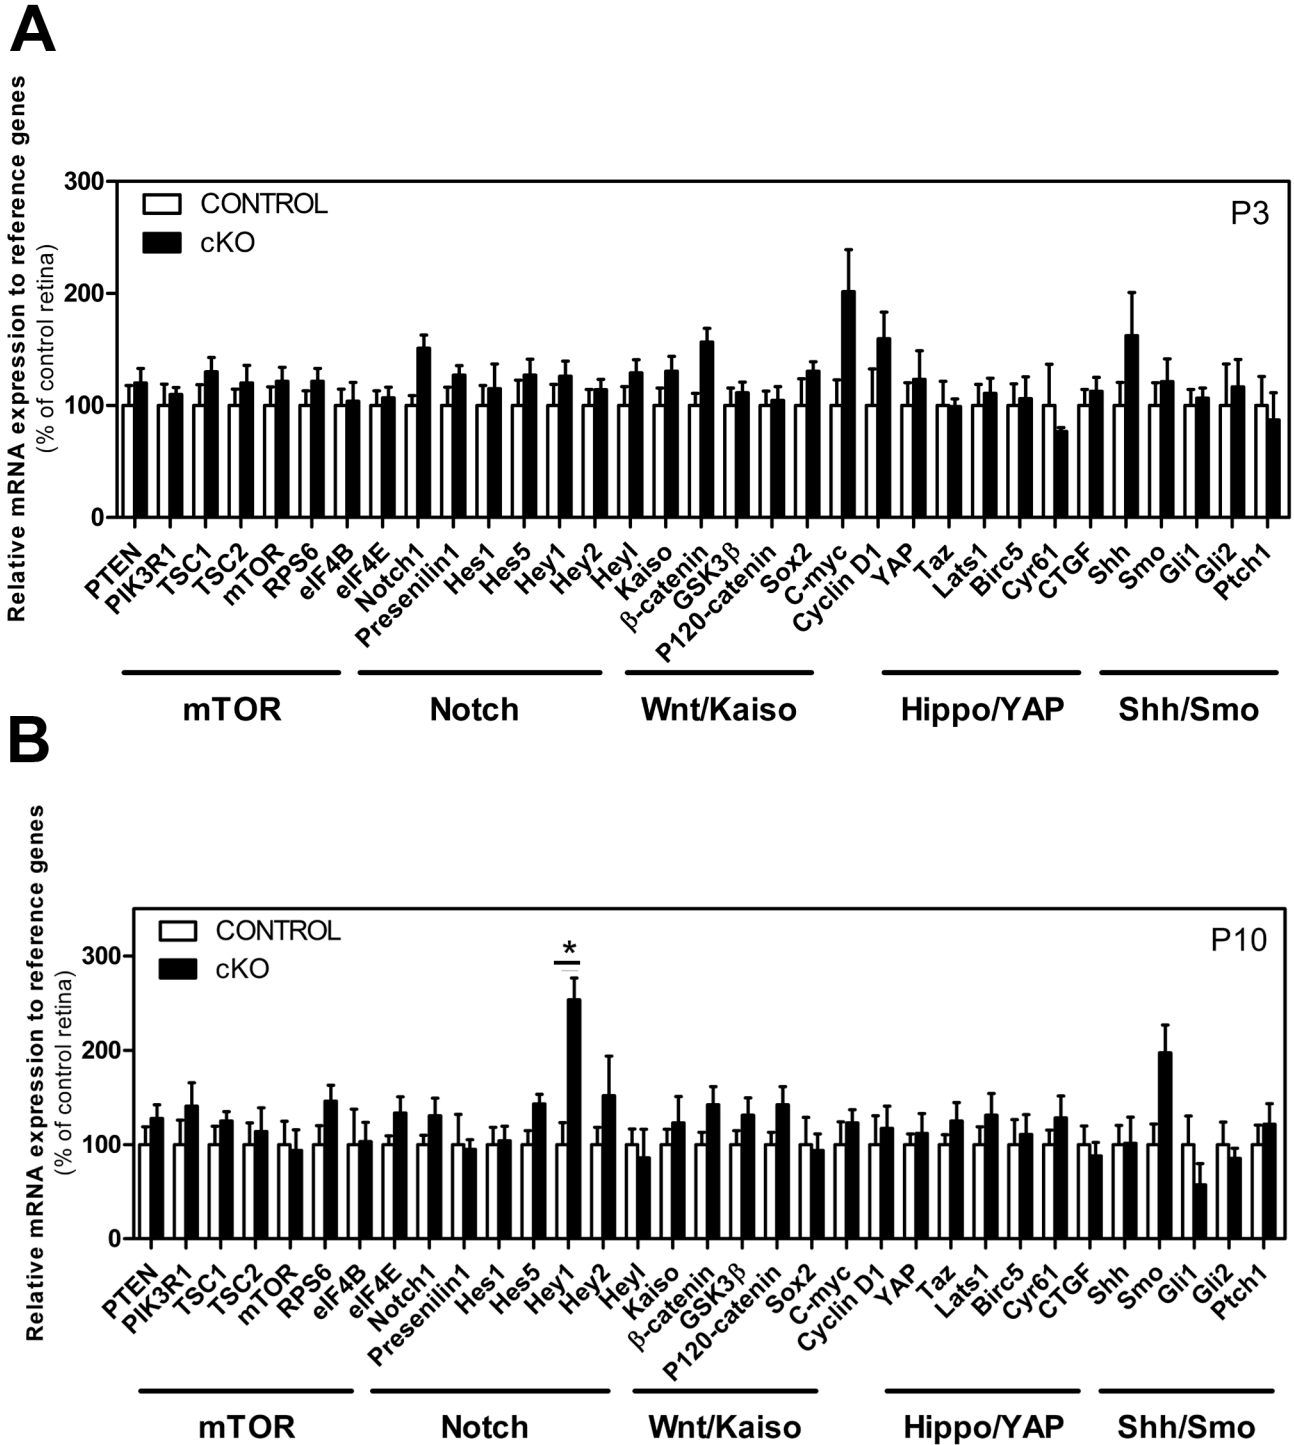 A
Relative mRNA expression to reference genes
(% of control retina)
300
200
100
0
CONTROL
cKO
P3
PTEN
PIK3R1
TSC1
TSC2
mTOR
RPS6
eIF4B
eIF4E
Notch1
Presenilin1
Hes1
Hes5
Hey1
Hey2
Heyl
Kaiso
β-catenin
GSK3β
P120-catenin
Sox2
C-myc
Cyclin D1
YAP
Taz
Lats1
Birc5
Cyr61
CTGF
Shh
Smo
Gli1
Gli2
Ptch1
mTOR
Notch
Wnt/Kaiso
Hippo/YAP
Shh/Smo
B
Relative mRNA expression to reference genes
(% of control retina)
300
200
100
0
CONTROL
cKO
*
P10
PTEN
PIK3R1
TSC1
TSC2
mTOR
RPS6
eIF4B
eIF4E
Notch1
Presenilin1
Hes1
Hes5
Hey1
Hey2
Heyl
Kaiso
β-catenin
GSK3β
P120-catenin
Sox2
C-myc
Cyclin D1
YAP
Taz
Lats1
Birc5
Cyr61
CTGF
Shh
Smo
Gli1
Gli2
Ptch1
mTOR
Notch
Wnt/Kaiso
Hippo/YAP
Shh/Smo